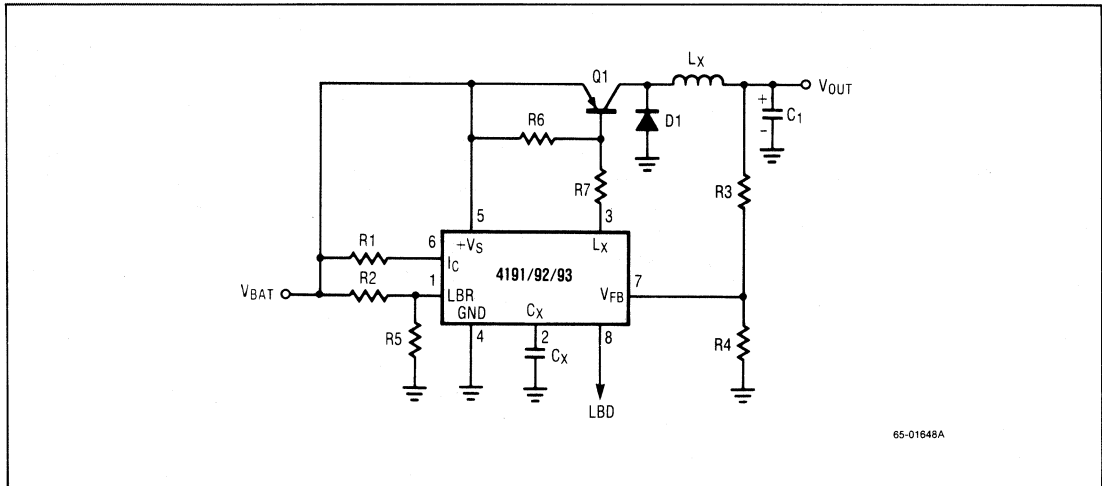 LX
Q1
VOUT
+
C1
-
D1
R6
R7
R3
5
3
R1
6
+VS
LX
IC
4191/92/93
R2
1
7
VBAT
LBR
VFB
GND
CX
R5
4
2
CX
8
R4
LBD
65-01648A